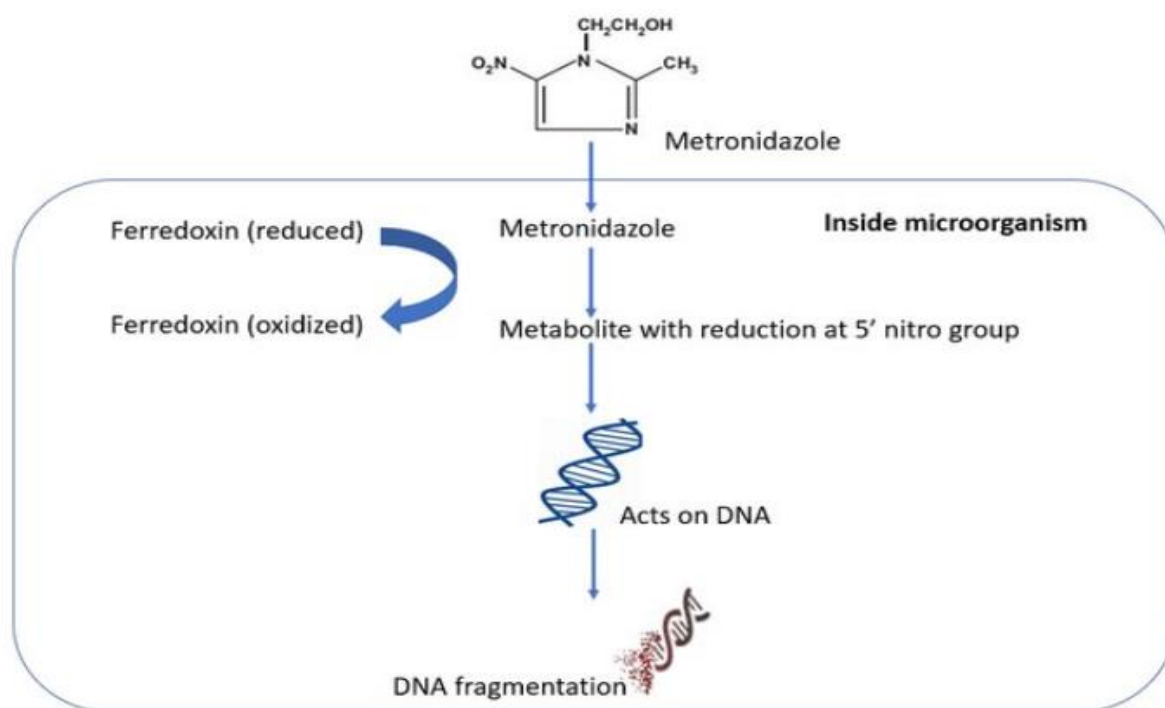 CH₂CH₂OH
O₂N
N
CH₃
N
Metronidazole
Ferredoxin (reduced)
Metronidazole
Inside microorganism
Ferredoxin (oxidized)
Metabolite with reduction at 5’ nitro group
Acts on DNA
DNA fragmentation